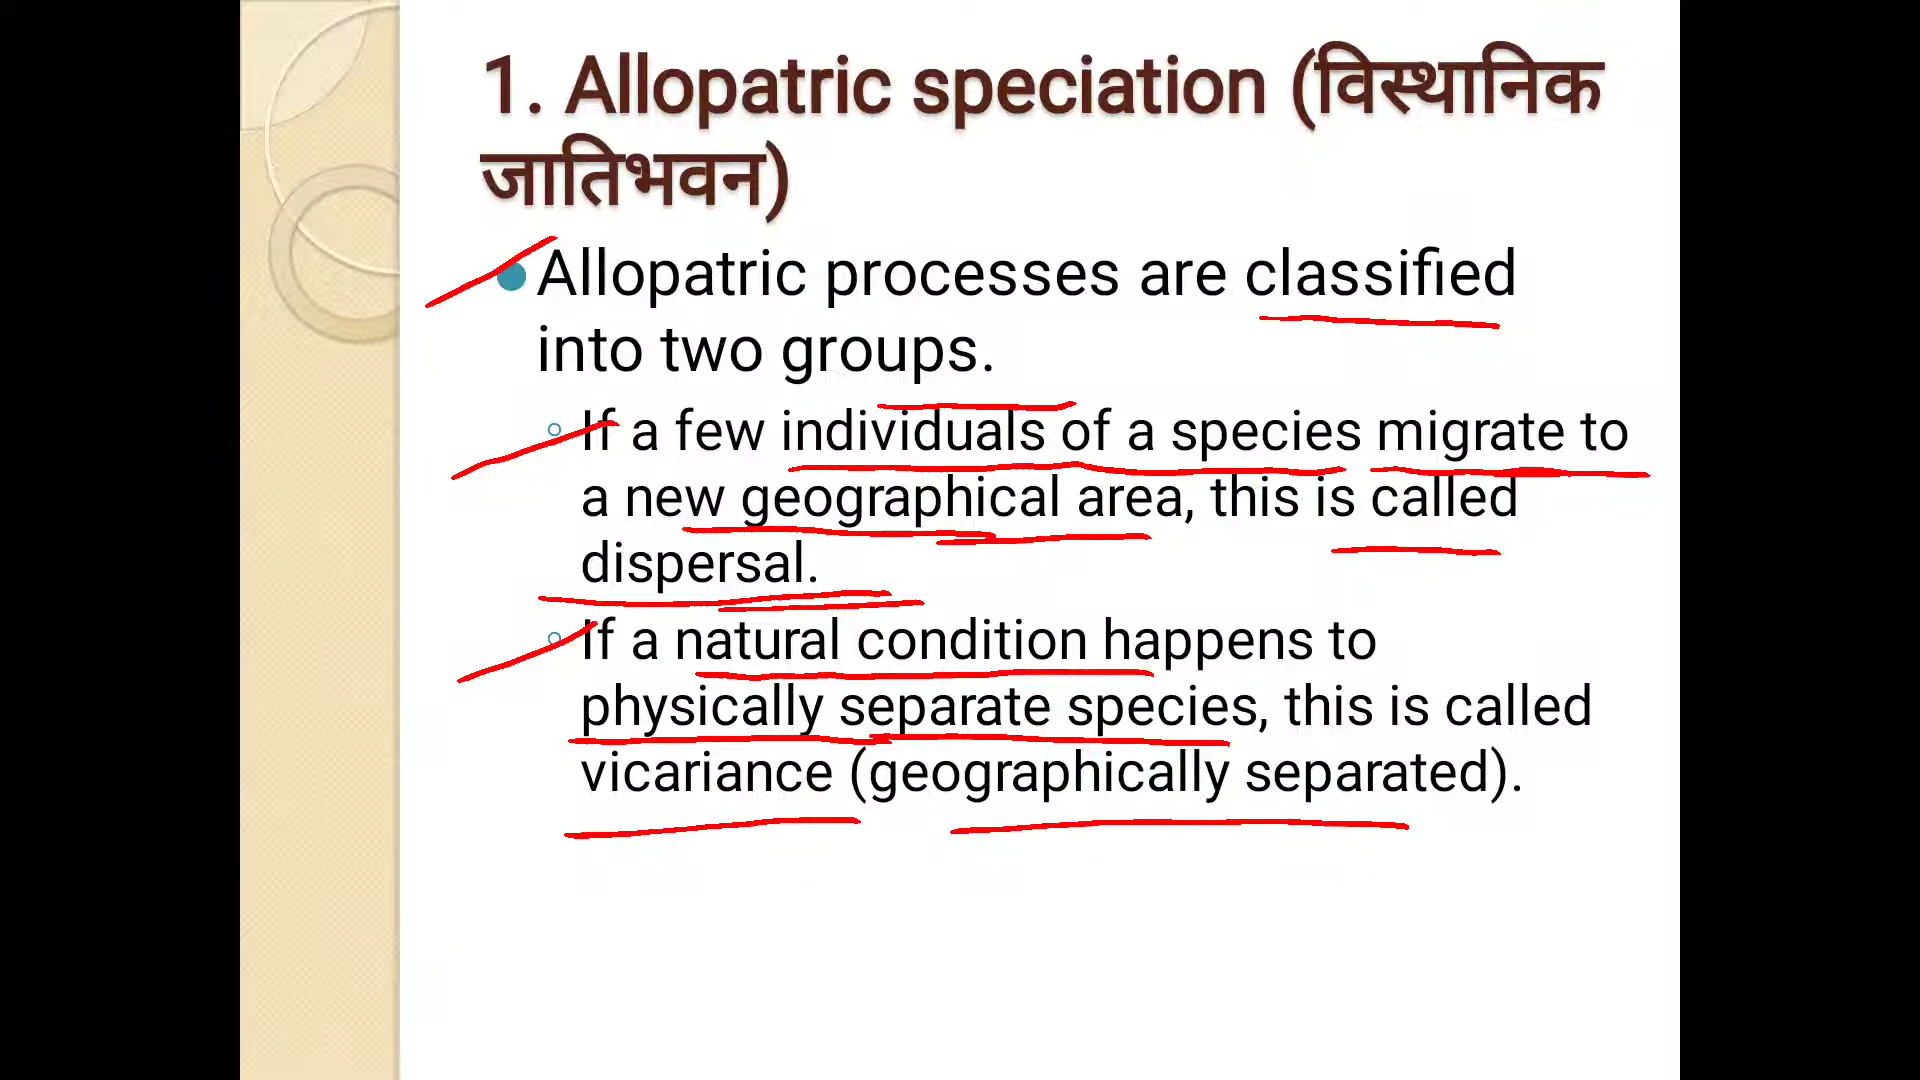 1. Allopatric speciation (विस्थानिक
जातिभवन)
Allopatric processes are classified
into two groups.
If a few individuals of a species migrate to
a new geographical area, this is called
dispersal.
If a natural condition happens to
physically separate species, this is called
vicariance (geographically separated).